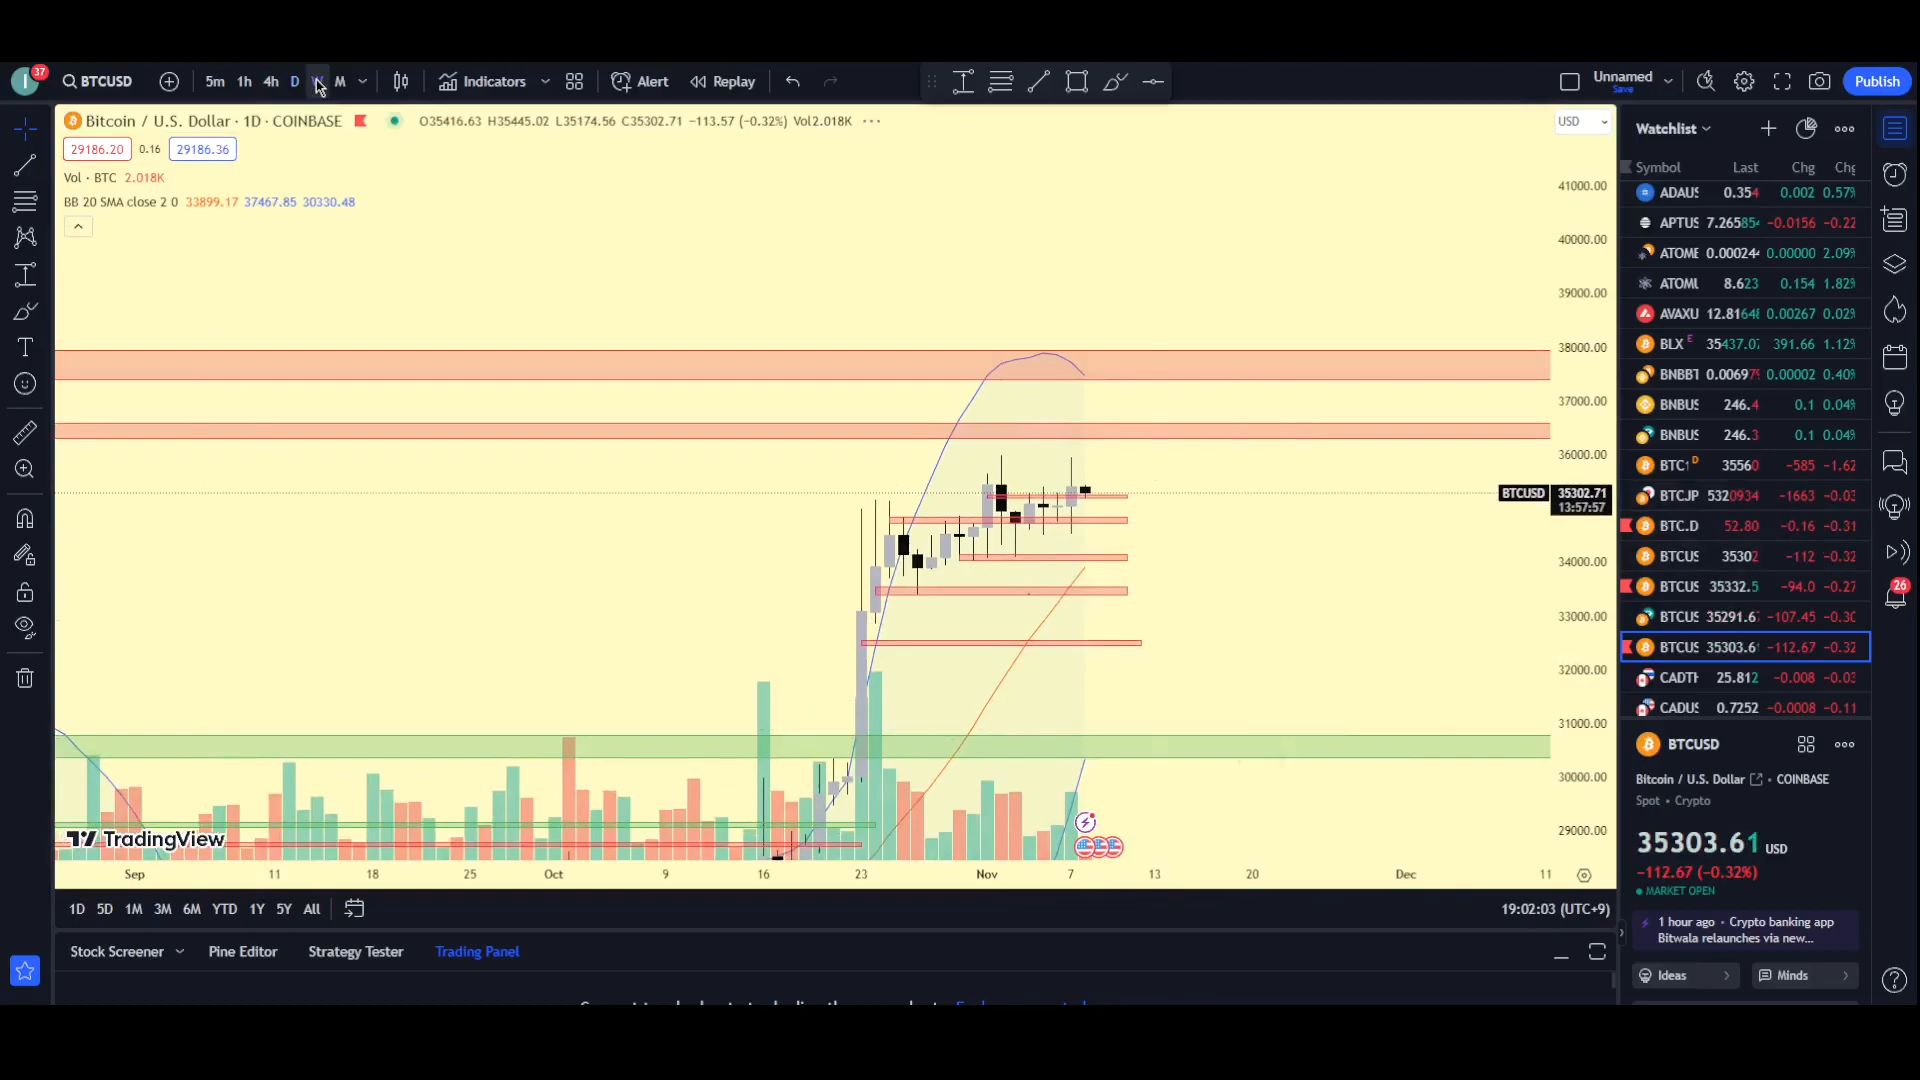 37
BTCUSD
5m 1h 4h D W M
Indicators
Alert
Replay
Unnamed
Save
Publish
Bitcoin / U.S. Dollar · 1D · COINBASE
O35416.63 H35445.02 L35174.56 C35302.71 −113.57 (−0.32%) Vol2.018K
USD
29186.20 0.16 29186.36
Vol · BTC 2.018K
BB 20 SMA close 2 0 33899.17 37467.85 30330.48
41000.00
40000.00
39000.00
38000.00
37000.00
36000.00
BTCUSD 35302.71
13:57:57
34000.00
33000.00
32000.00
31000.00
30000.00
29000.00
TradingView
Sep 11 18 25 Oct 9 16 23 Nov 7 13 20 Dec 11
1D 5D 1M 3M 6M YTD 1Y 5Y All
19:02:03 (UTC+9)
Stock Screener Pine Editor Strategy Tester Trading Panel
Watchlist
Symbol Last Chg
ADAUS 0.354 0.002 0.57%
APTUS 7.26585 −0.0156 −0.22
ATOME 0.000244 0.00000 2.09%
8.623 0.154 1.82%
AVAXU 12.8164 0.00267 0.02%
BLX E 35437.07 391.66 1.12%
BNBBT 0.00697 0.00002 0.40%
BNBUS 246.4 0.1 0.04%
BNBUS 246.3 0.1 0.04%
BTC1 D 35560 −585 −1.62
BTCJP 5320934 −1663 −0.03
BTC.D 52.80 −0.16 −0.31
BTCUS 35302 −112 −0.32
BTCUS 35332.5 −94.0 −0.27
BTCUS 35291.6 −107.45 −0.30
BTCUS 35303.61 −112.67 −0.32
CADTH 25.812 −0.008 −0.03
CADUS 0.7252 −0.0008 −0.11
26
BTCUSD
Bitcoin / U.S. Dollar • COINBASE
Spot • Crypto
35303.61 USD
−112.67 (−0.32%)
MARKET OPEN
1 hour ago • Crypto banking app
Bitwala relaunches via new...
Ideas
Minds